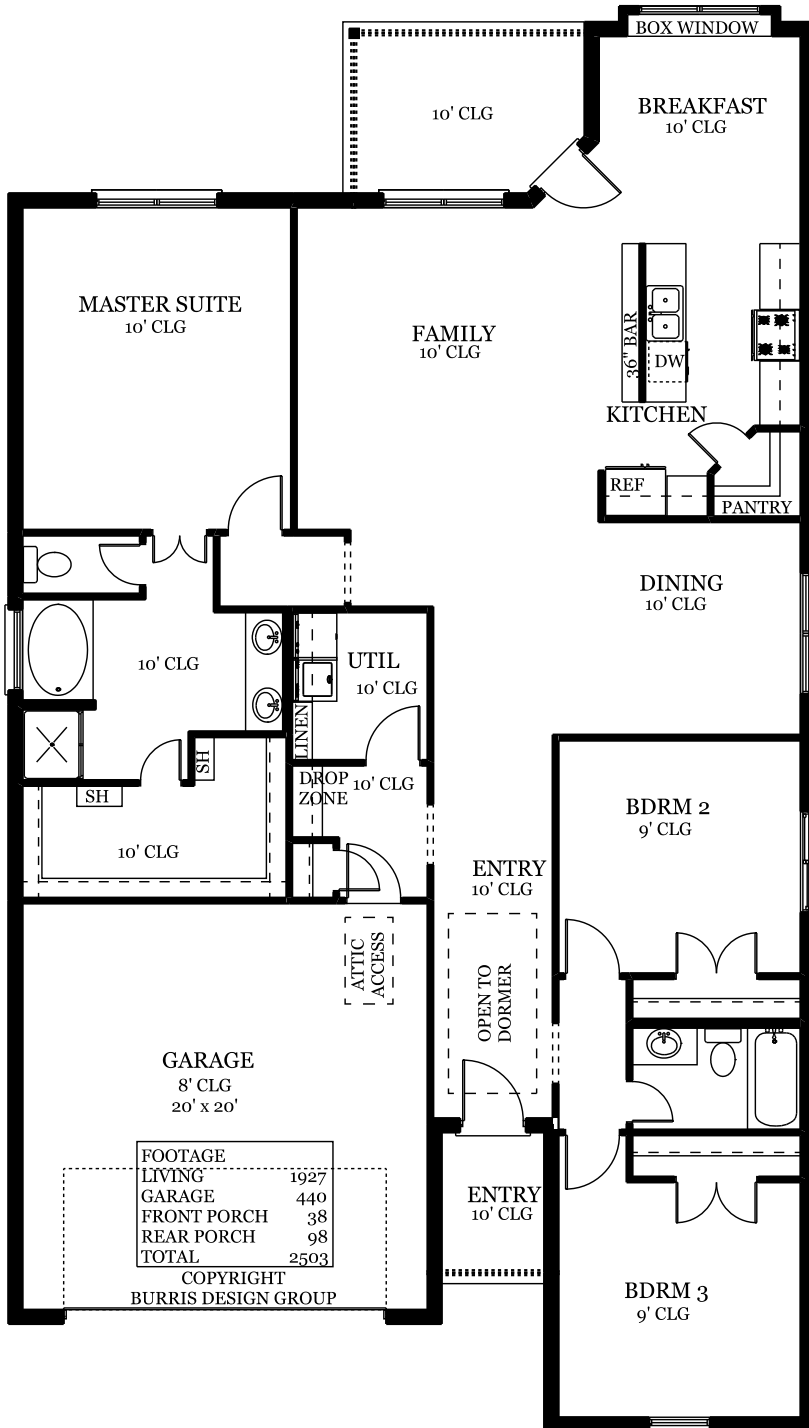 BOX WINDOW
BREAKFAST
10' CLG
10' CLG
MASTER SUITE
10' CLG
FAMILY
10' CLG
36" BAR
DW
KITCHEN
REF
PANTRY
DINING
10' CLG
10' CLG
UTIL
10' CLG
LINEN
SH
SH
DROP
ZONE
10' CLG
10' CLG
BDRM 2
9' CLG
ENTRY
10' CLG
ATTIC
ACCESS
OPEN TO
DORMER
GARAGE
8' CLG
20' x 20'
FOOTAGE
LIVING 1927
GARAGE 440
FRONT PORCH 38
REAR PORCH 98
TOTAL 2503
COPYRIGHT
BURRIS DESIGN GROUP
ENTRY
10' CLG
BDRM 3
9' CLG